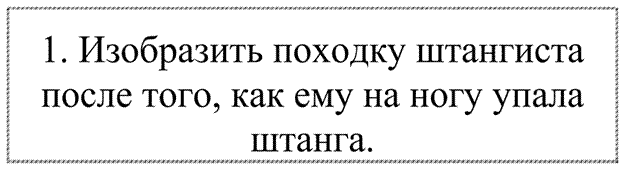 1. Изобразить походку штангиста
после того, как ему на ногу упала
штанга.